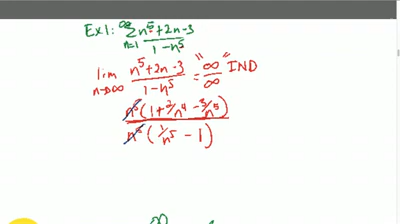 Ex1: ∞ Σ n=1 n⁵+2n-3 / 1-n⁵
lim n→∞ n⁵+2n-3 / 1-n⁵ = "∞/∞" IND
n⁵(1+2/n⁴-3/n⁵) / n⁵(1/n⁵-1)